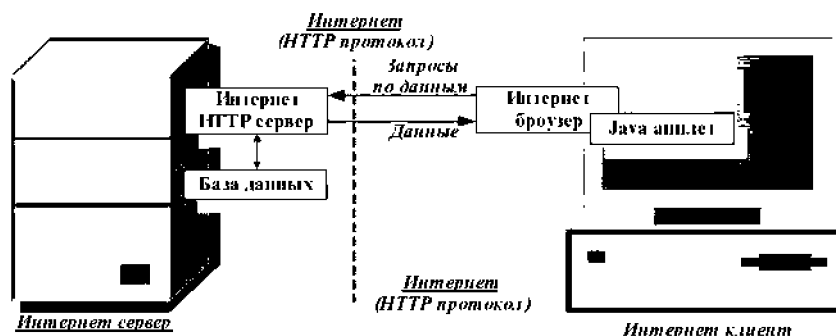 Интернет
(HTTP протокол)
Запросы
по данным
Интернет
HTTP сервер
Интернет
броузер
Данные
Java апплет
База данных
Интернет
(HTTP протокол)
Интернет сервер
Интернет клиент